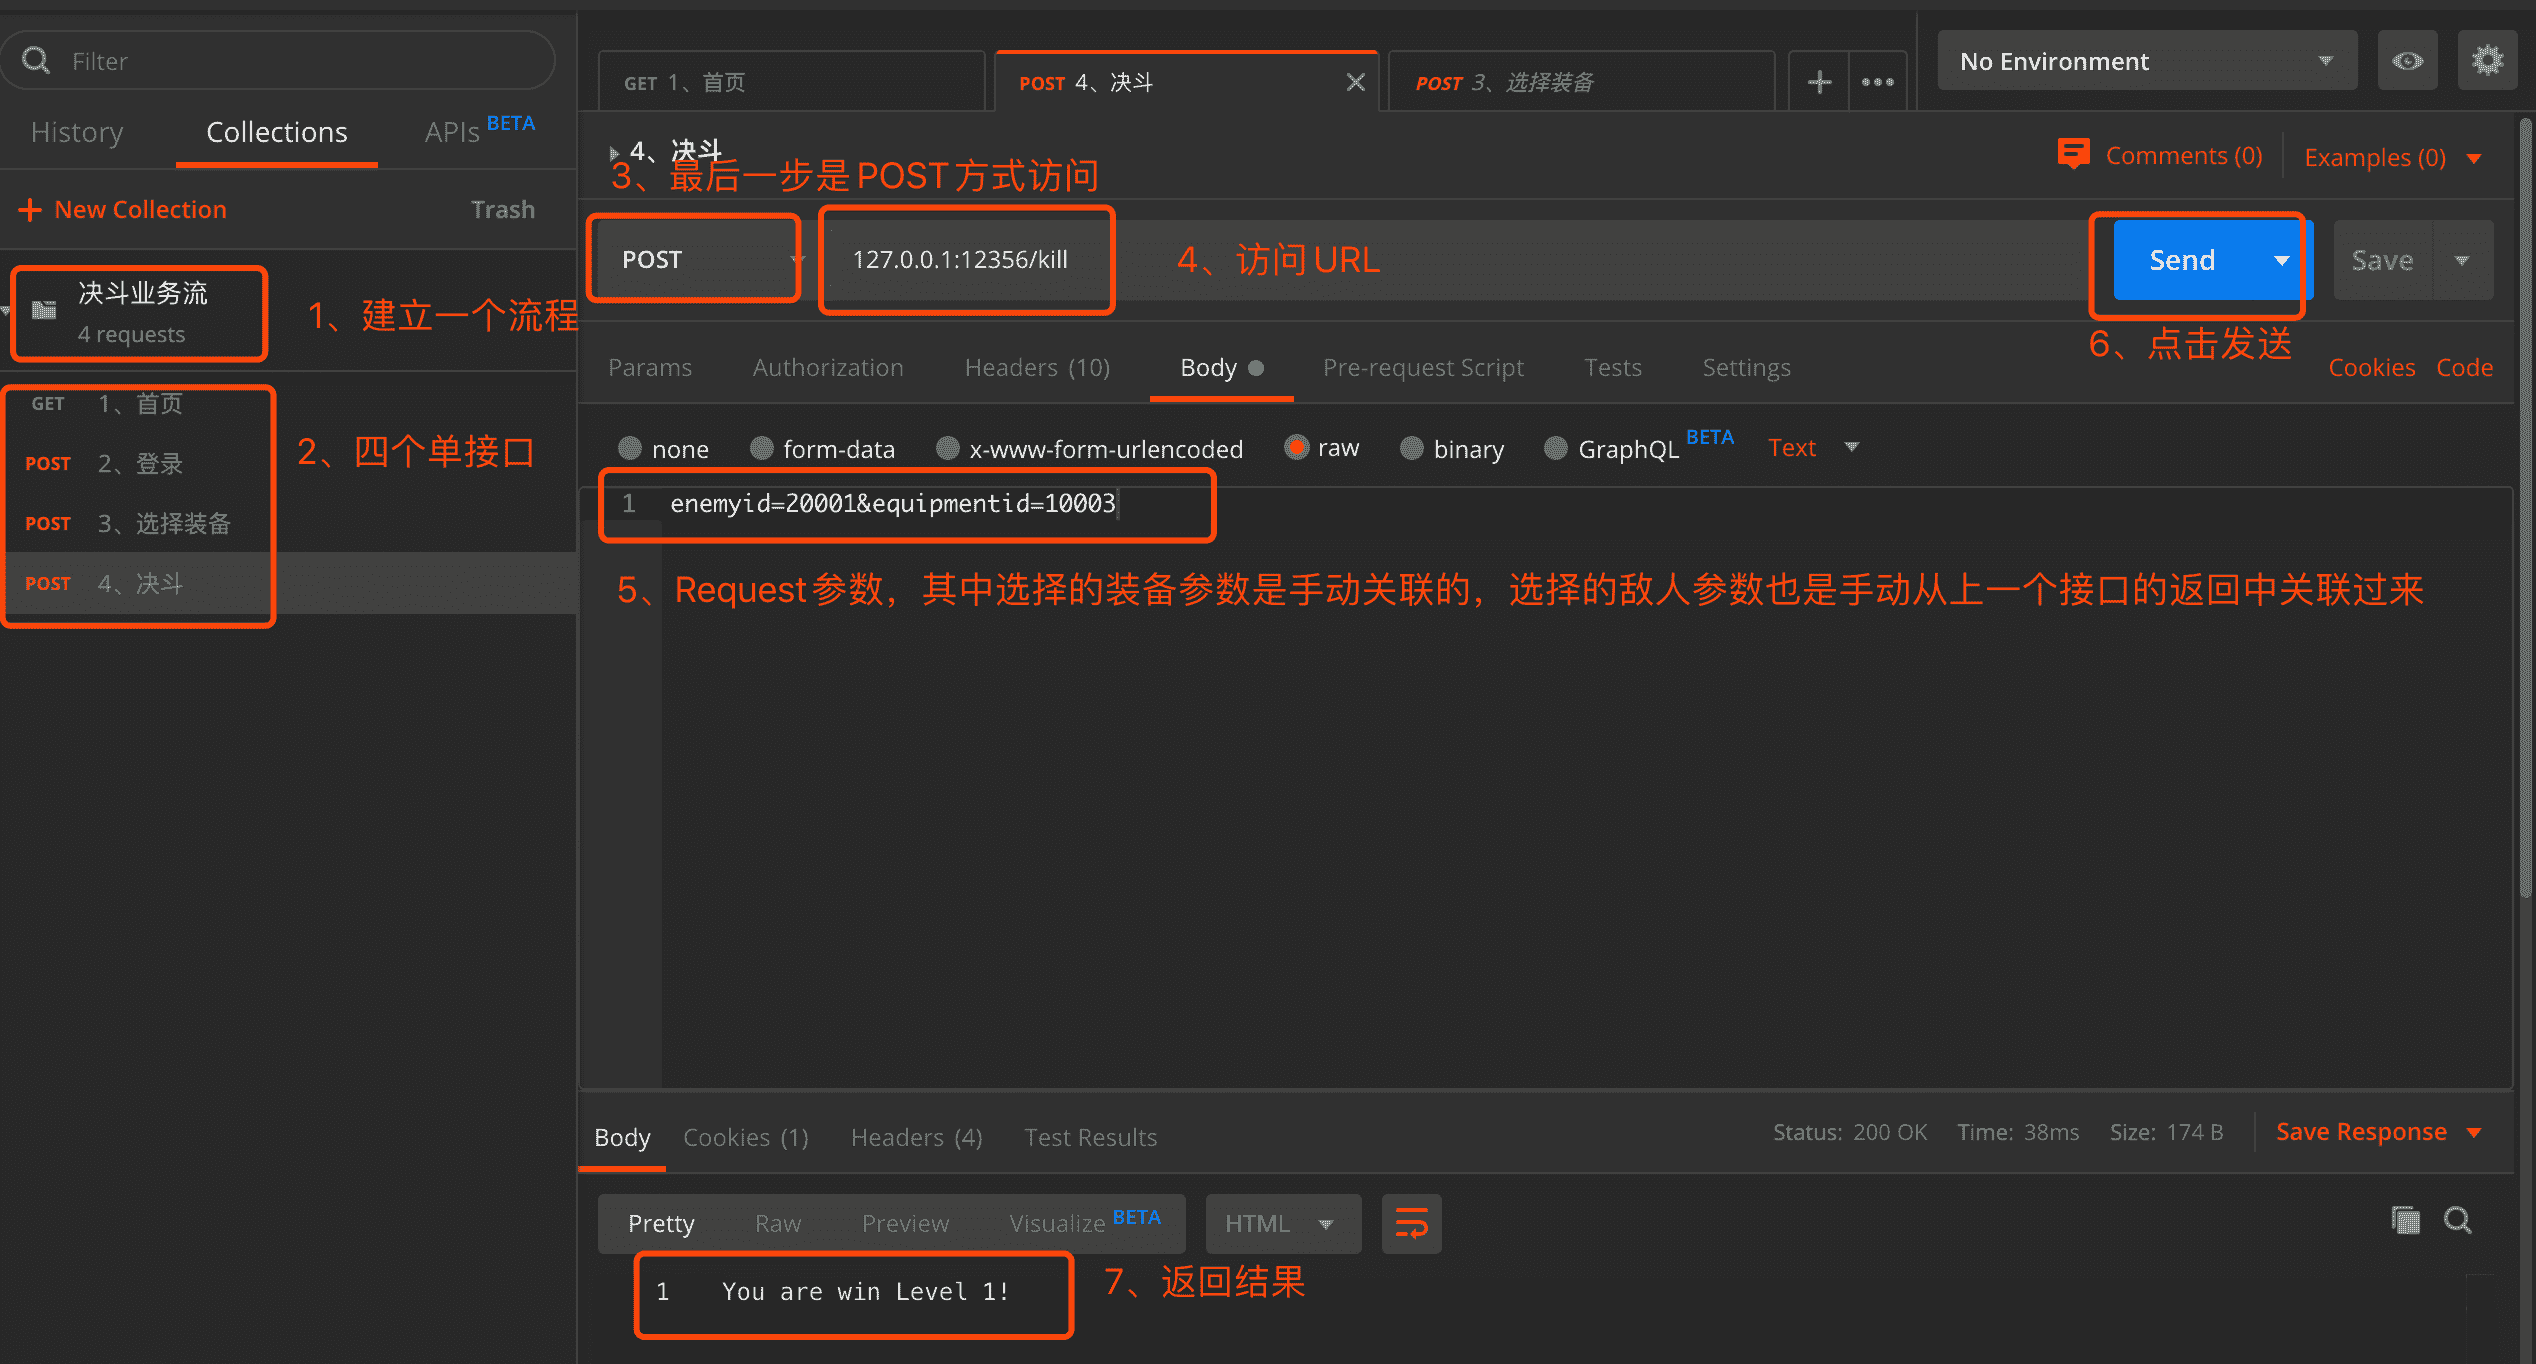 Filter
History
Collections
APIs BETA
New Collection
Trash
决斗业务流
4 requests
1、建立一个流程
GET 1、首页
POST 2、登录
POST 3、选择装备
POST 4、决斗
2、四个单接口
GET 1、首页
POST 4、决斗
POST 3、选择装备
No Environment
4、决斗
Comments (0)
Examples (0)
3、最后一步是POST方式访问
POST
127.0.0.1:12356/kill
4、访问URL
Send
Save
6、点击发送
Params
Authorization
Headers (10)
Body
Pre-request Script
Tests
Settings
Cookies
Code
none
form-data
x-www-form-urlencoded
raw
binary
GraphQL BETA
Text
1 enemyid=20001&equipmentid=10003
5、Request参数，其中选择的装备参数是手动关联的，选择的敌人参数也是手动从上一个接口的返回中关联过来
Body
Cookies (1)
Headers (4)
Test Results
Status: 200 OK
Time: 38ms
Size: 174 B
Save Response
Pretty
Raw
Preview
Visualize BETA
HTML
1 You are win Level 1!
7、返回结果